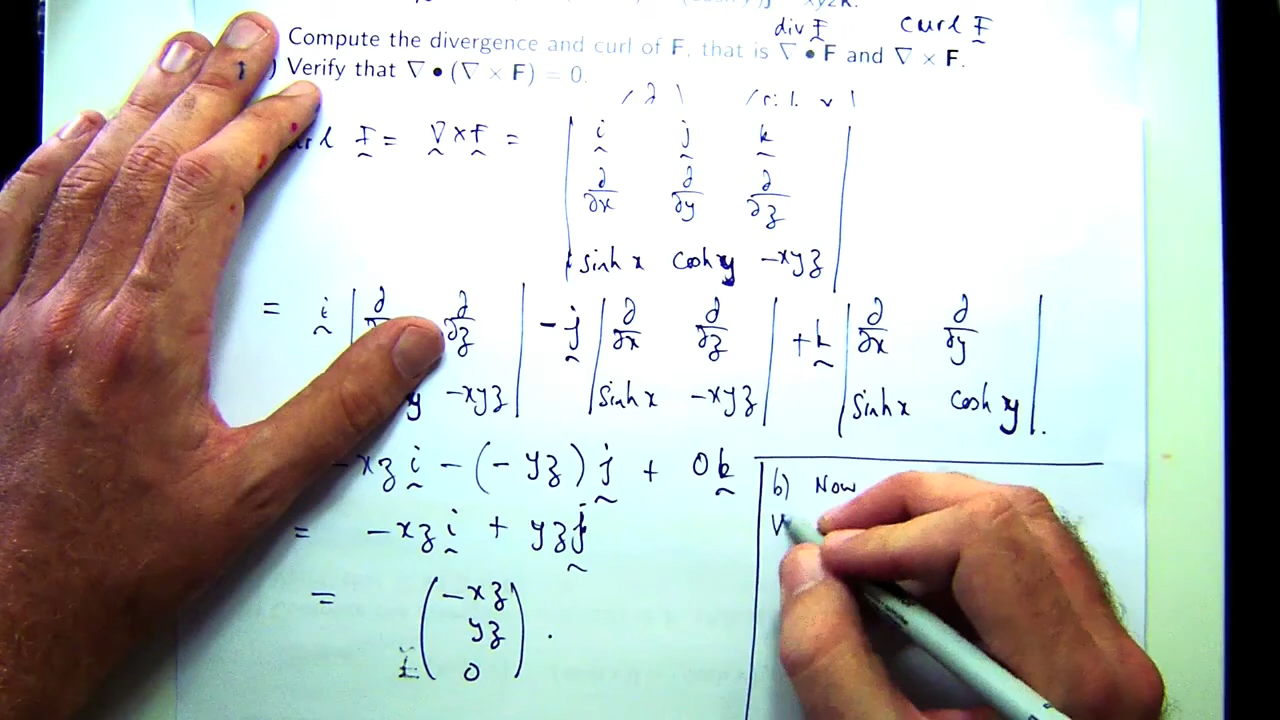 xyzk.
div F curl F
Compute the divergence and curl of F, that is ∇ • F and ∇ × F.
) Verify that ∇ • (∇ × F) = 0.
F = ∇ × F = | i j k |
∂/∂x ∂/∂y ∂/∂z
sinh x cosh y -xyz
= i | ∂ ∂/∂z | - j | ∂/∂x ∂/∂z | + k | ∂/∂x ∂/∂y |
y -xyz sinh x -xyz sinh x cosh y .
-xz i - (-yz) j + 0 k
= -xz i + yz j
= ( -xz
yz
0 ) .
b) Now